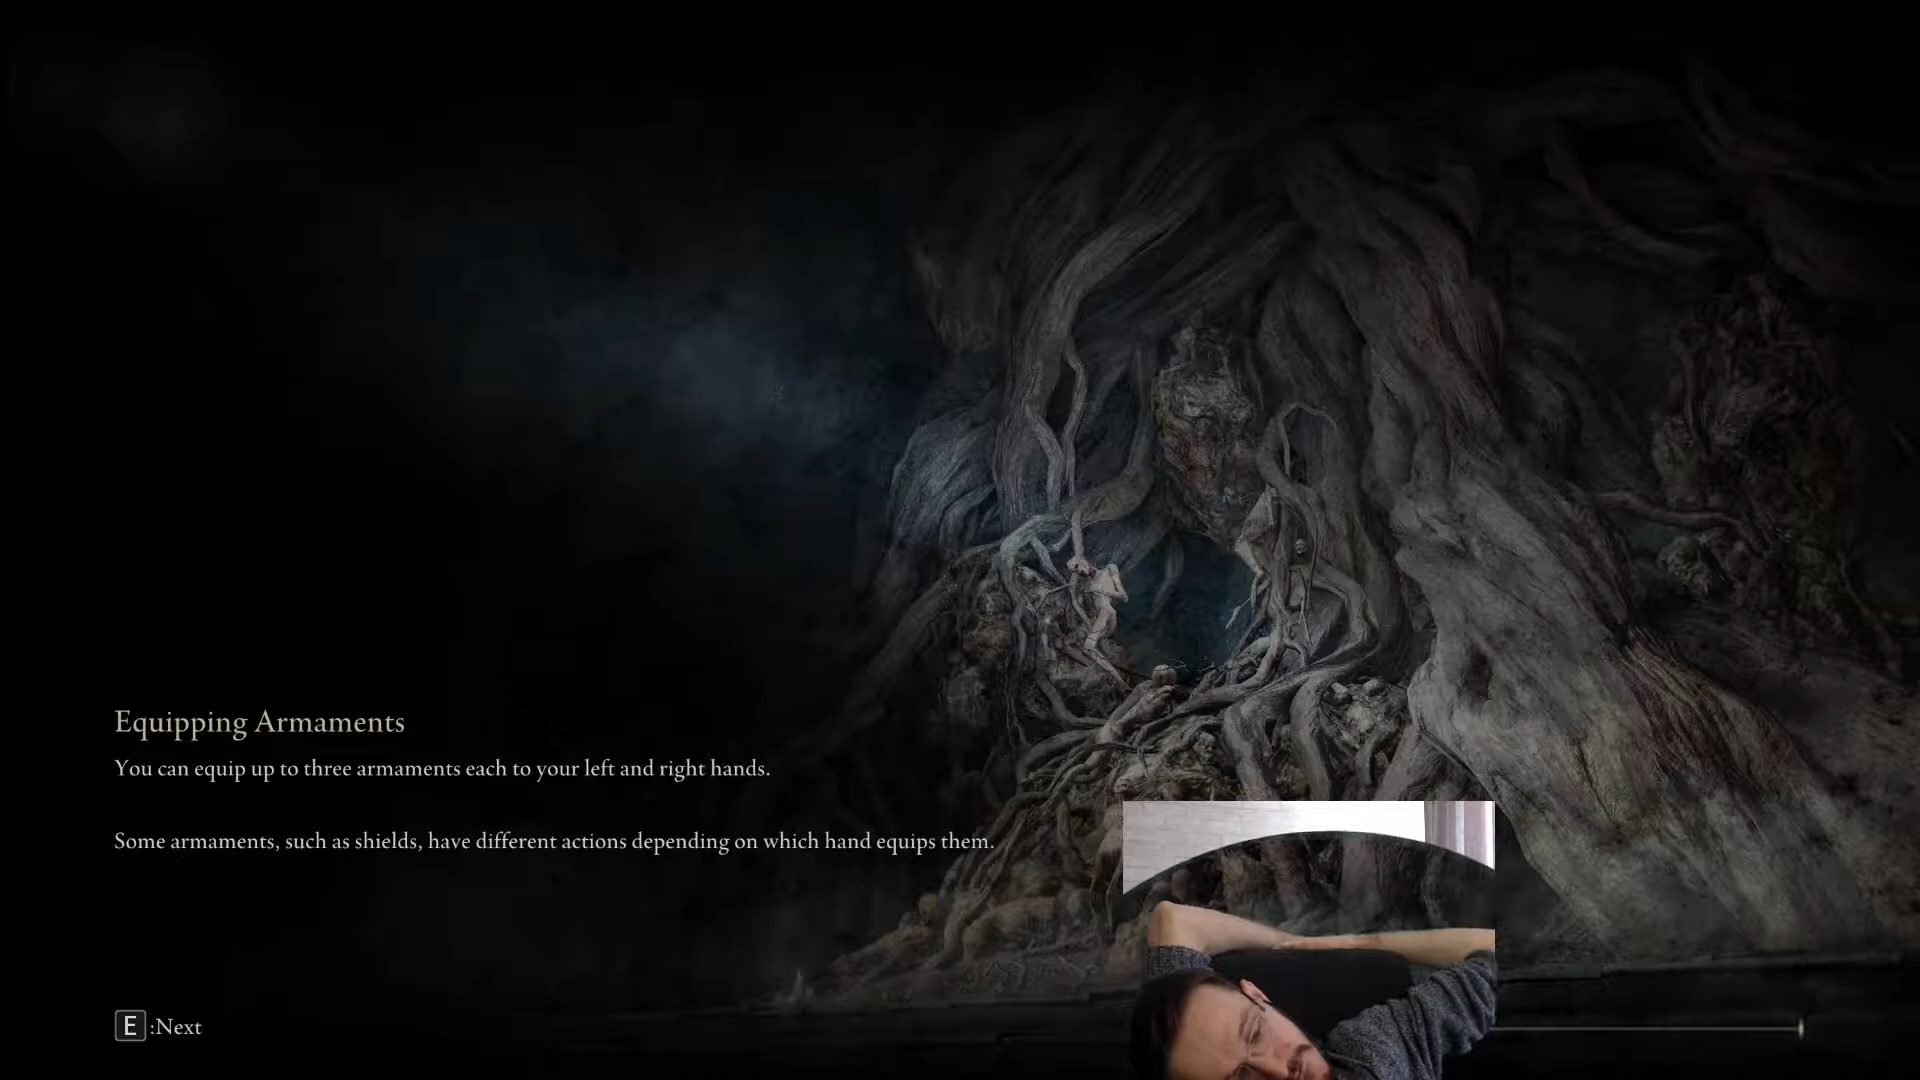 Equipping Armaments
You can equip up to three armaments each to your left and right hands.
Some armaments, such as shields, have different actions depending on which hand equips them.
E :Next